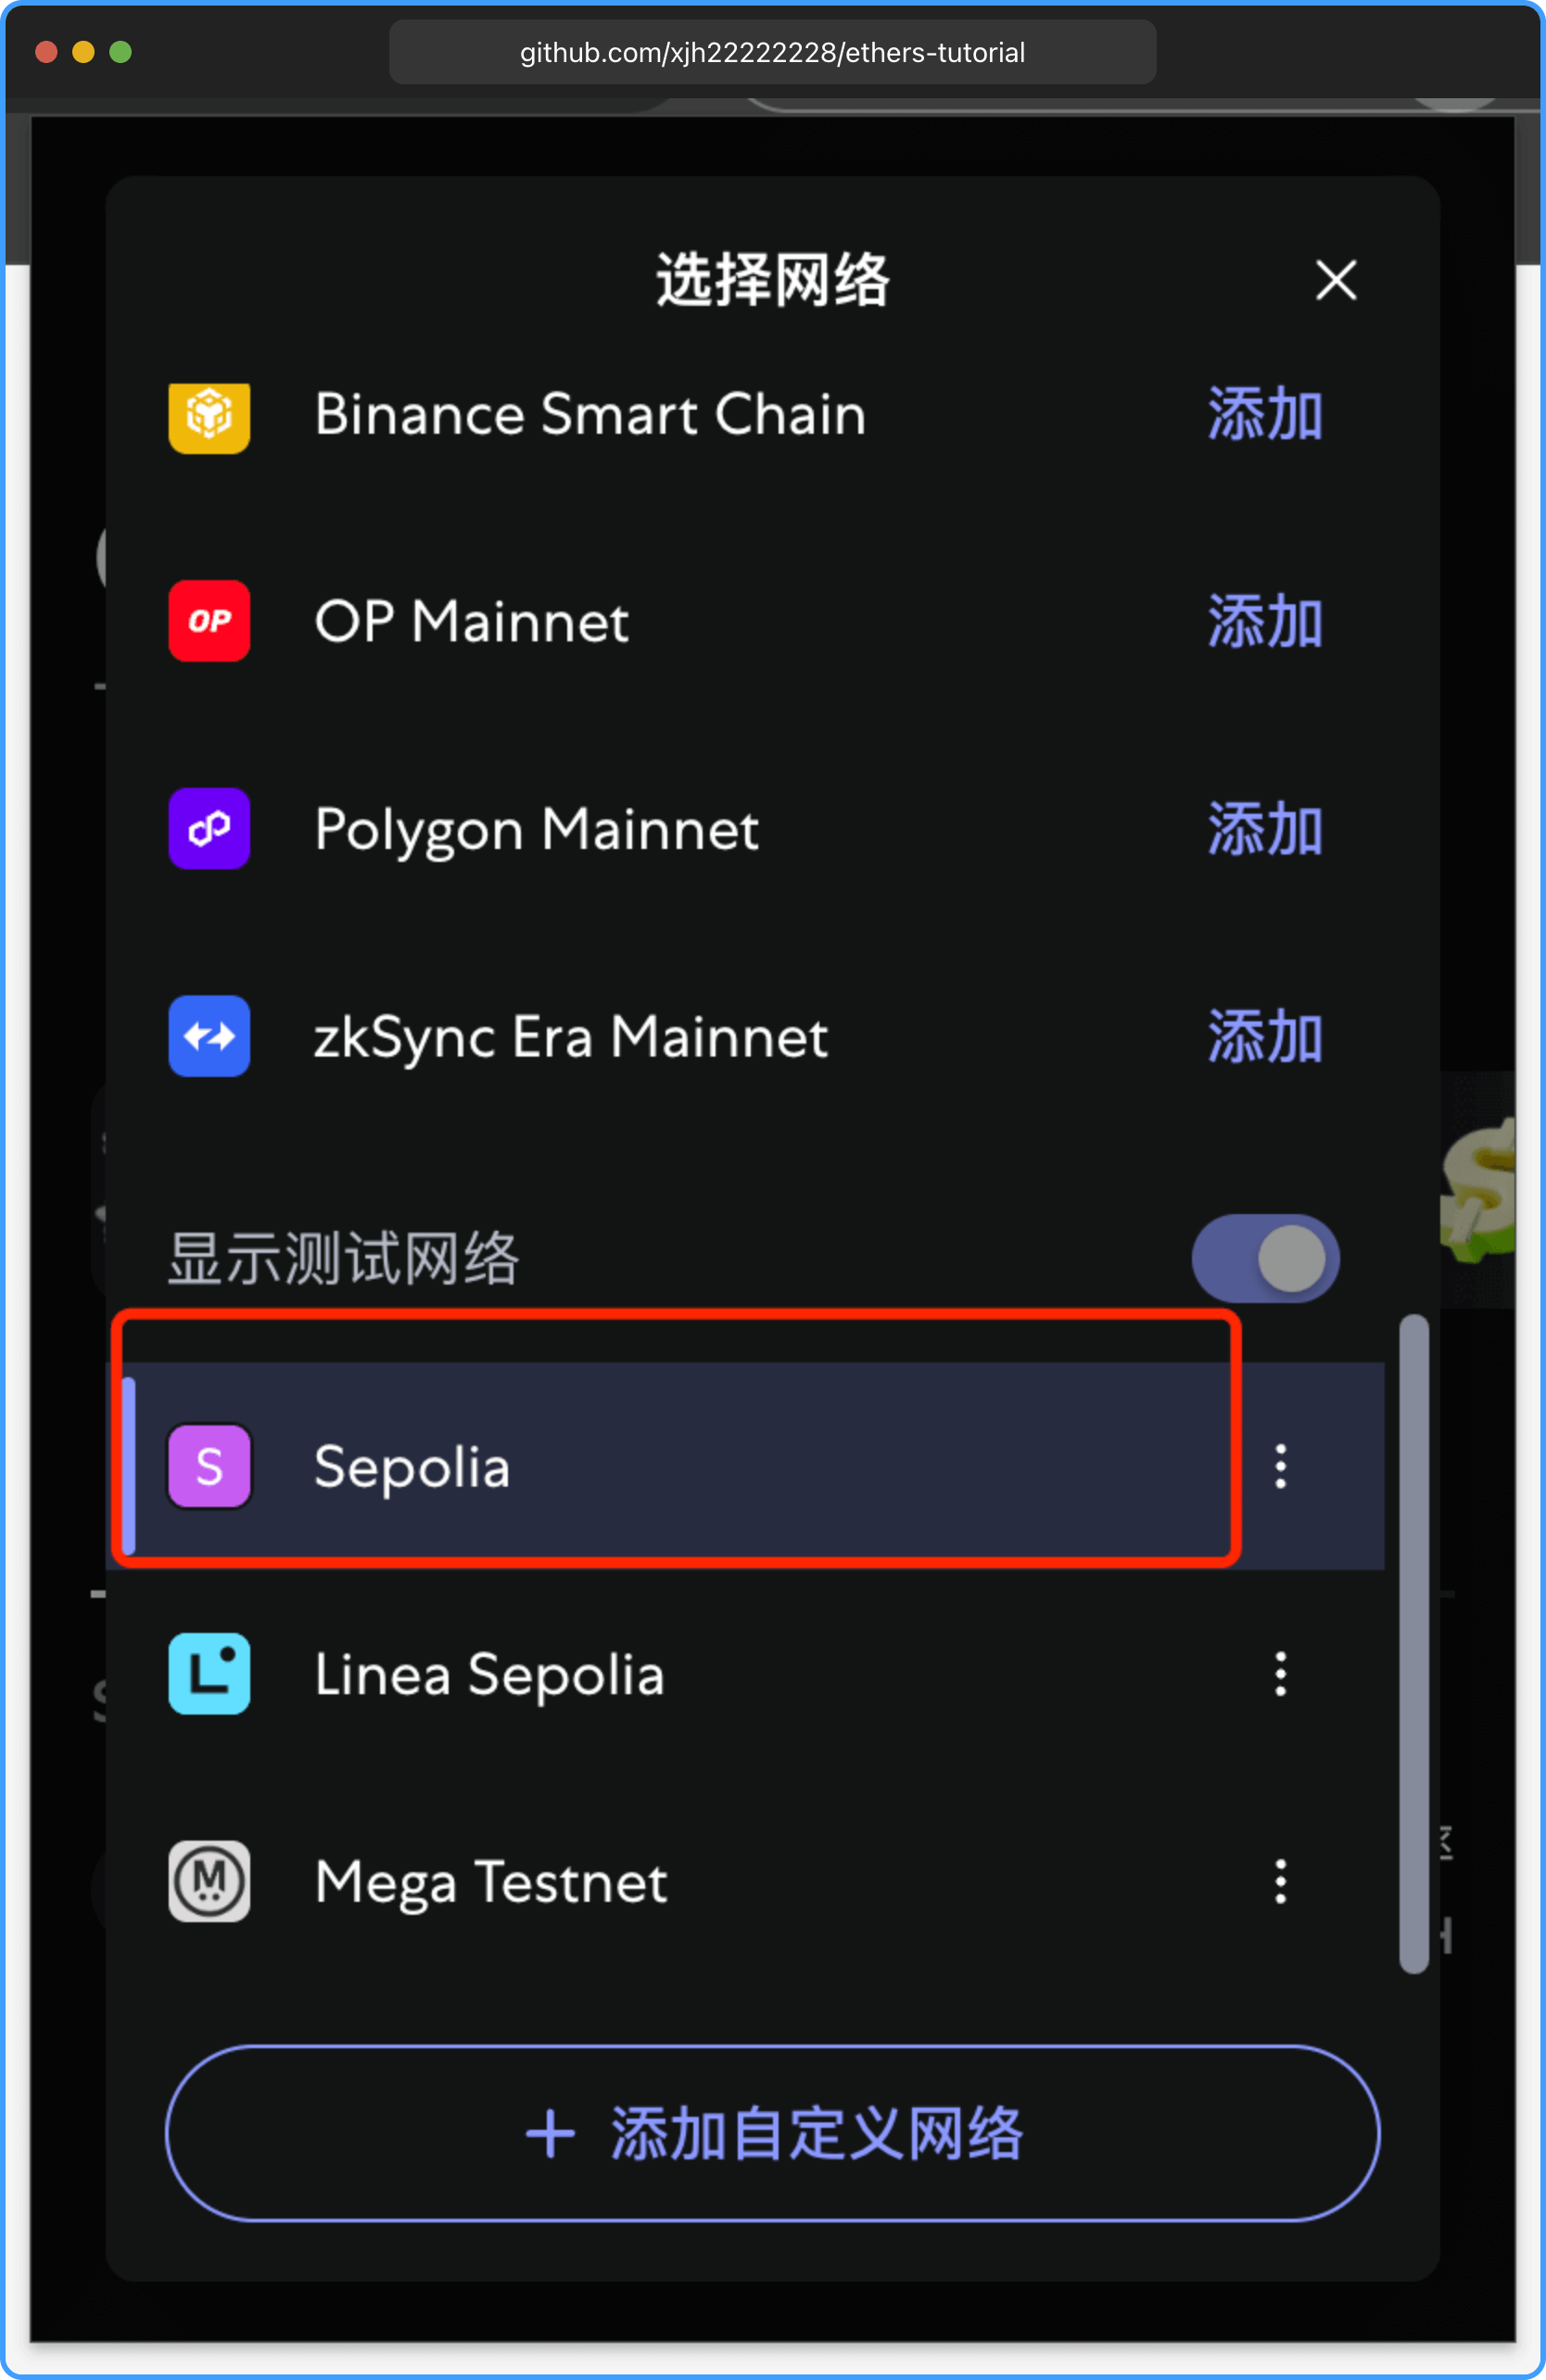 github.com/xjh22222228/ethers-tutorial
选择网络
Binance Smart Chain 添加
OP OP Mainnet 添加
Polygon Mainnet 添加
zkSync Era Mainnet 添加
显示测试网络
S Sepolia
L Linea Sepolia
M Mega Testnet
+ 添加自定义网络